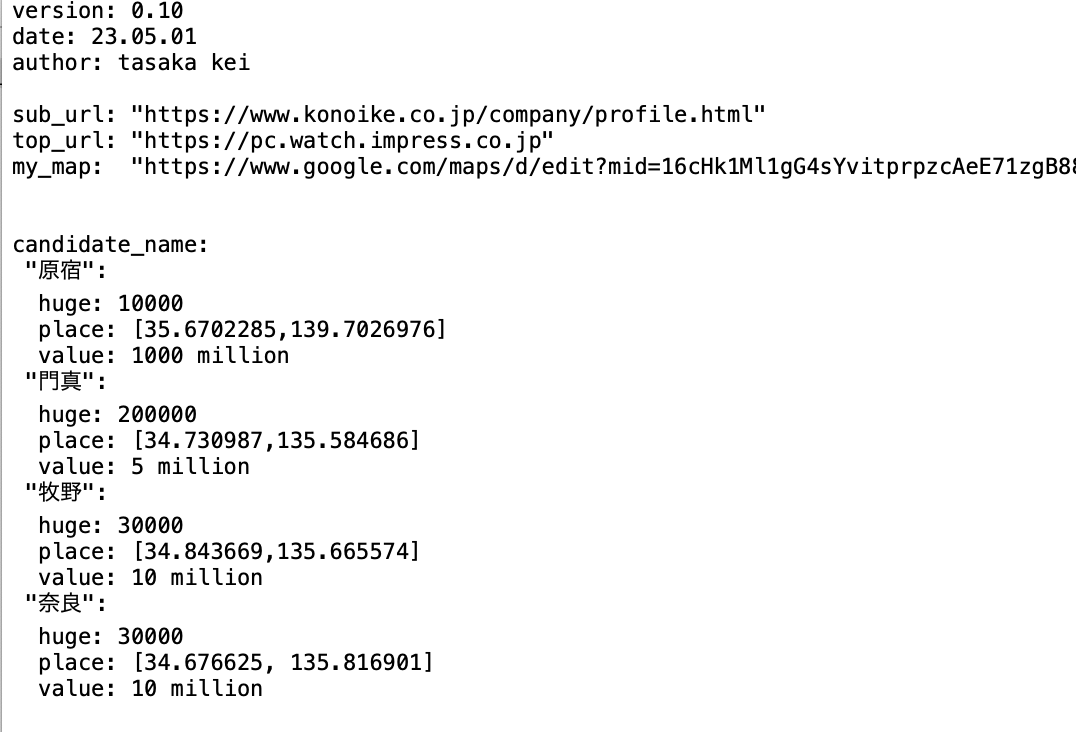 version: 0.10
date: 23.05.01
author: tasaka kei
sub_url: "https://www.konoike.co.jp/company/profile.html"
top_url: "https://pc.watch.impress.co.jp"
my_map:  "https://www.google.com/maps/d/edit?mid=16cHk1Ml1gG4sYvitprpzcAeE71zgB88
candidate_name:
 "原宿":
  huge: 10000
  place: [35.6702285,139.7026976]
  value: 1000 million
 "門真":
  huge: 200000
  place: [34.730987,135.584686]
  value: 5 million
 "牧野":
  huge: 30000
  place: [34.843669,135.665574]
  value: 10 million
 "奈良":
  huge: 30000
  place: [34.676625, 135.816901]
  value: 10 million